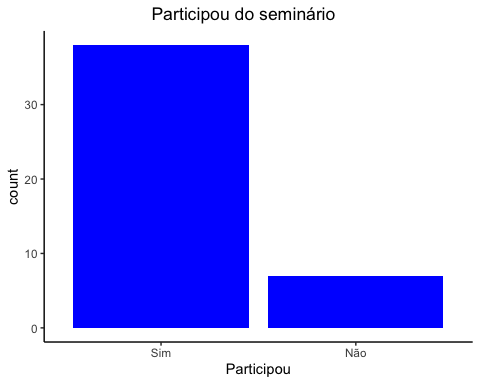 Participou do seminário
30
20
10
0
count
Sim
Não
Participou